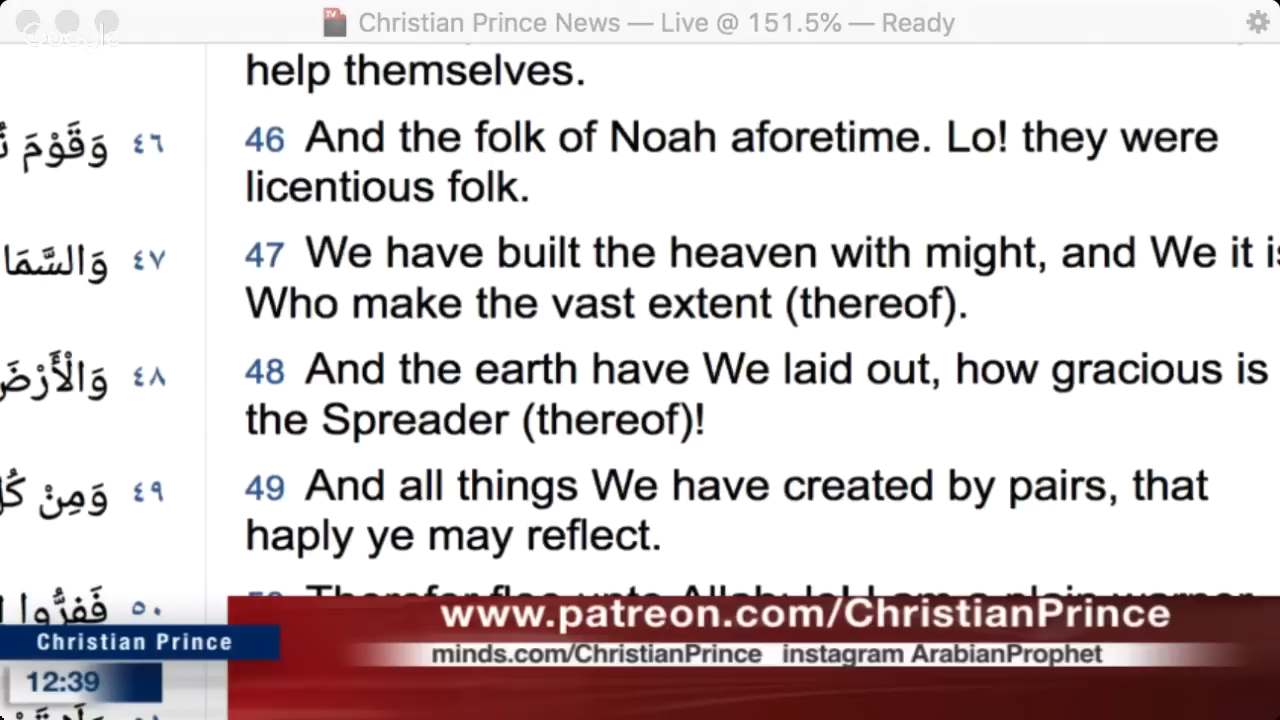 Christian Prince News — Live @ 151.5% — Ready
Google
help themselves.
46 And the folk of Noah aforetime. Lo! they were
licentious folk.
وَقَوْمَ ٤٦
47 We have built the heaven with might, and We it is
Who make the vast extent (thereof).
٤٧
48 And the earth have We laid out, how gracious is
the Spreader (thereof)!
٤٨
49 And all things We have created by pairs, that
haply ye may reflect.
وَمِنْ ٤٩
فَفِرُّوا ٥٠
www.patreon.com/ChristianPrince
Christian Prince
minds.com/ChristianPrince instagram ArabianProphet
12:39